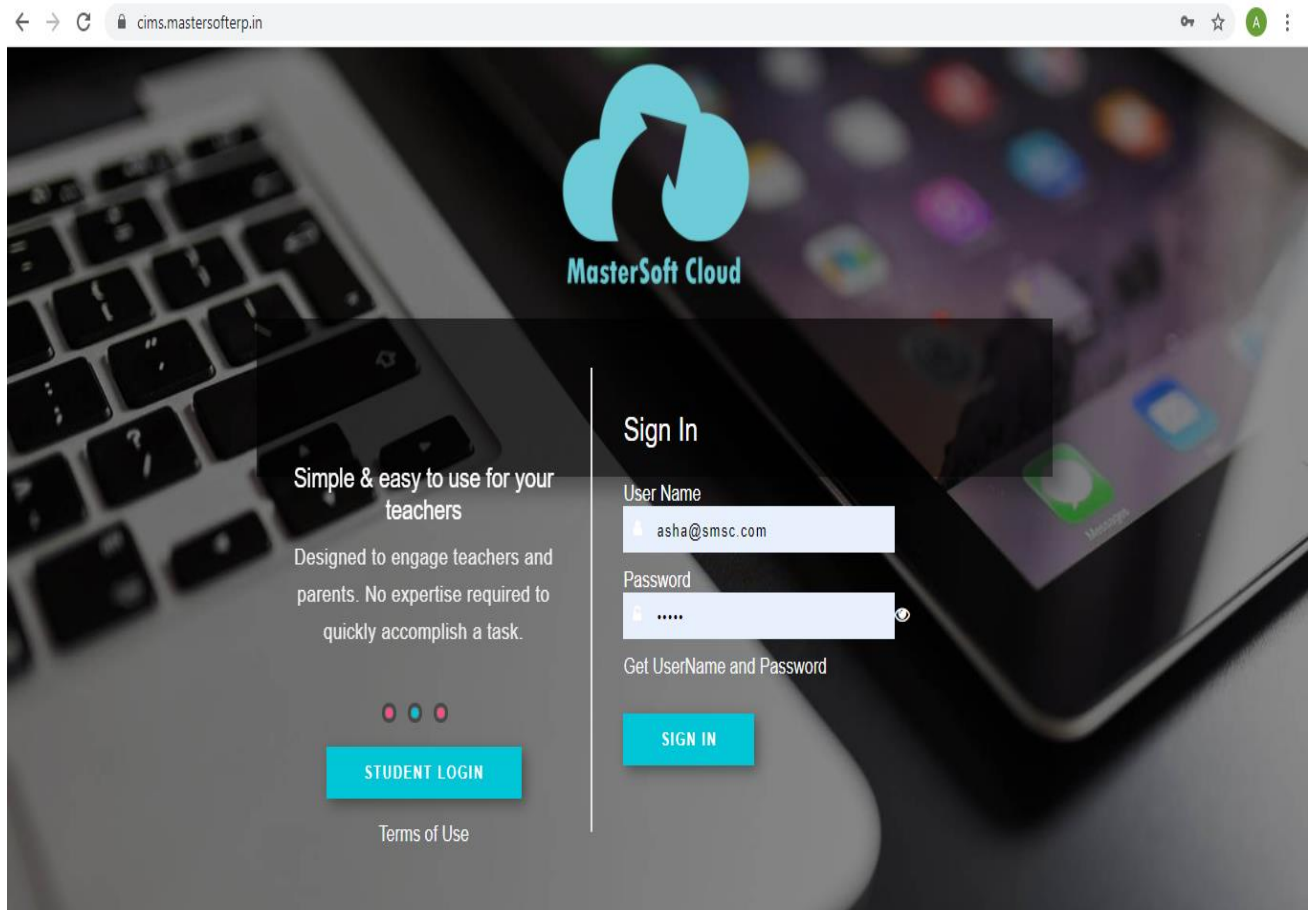 cims.mastersofterp.in
A
MasterSoft Cloud
Simple & easy to use for your
teachers
Designed to engage teachers and
parents. No expertise required to
quickly accomplish a task.
STUDENT LOGIN
Terms of Use
Sign In
User Name
asha@smsc.com
Password
•••••
Get UserName and Password
SIGN IN
Messages